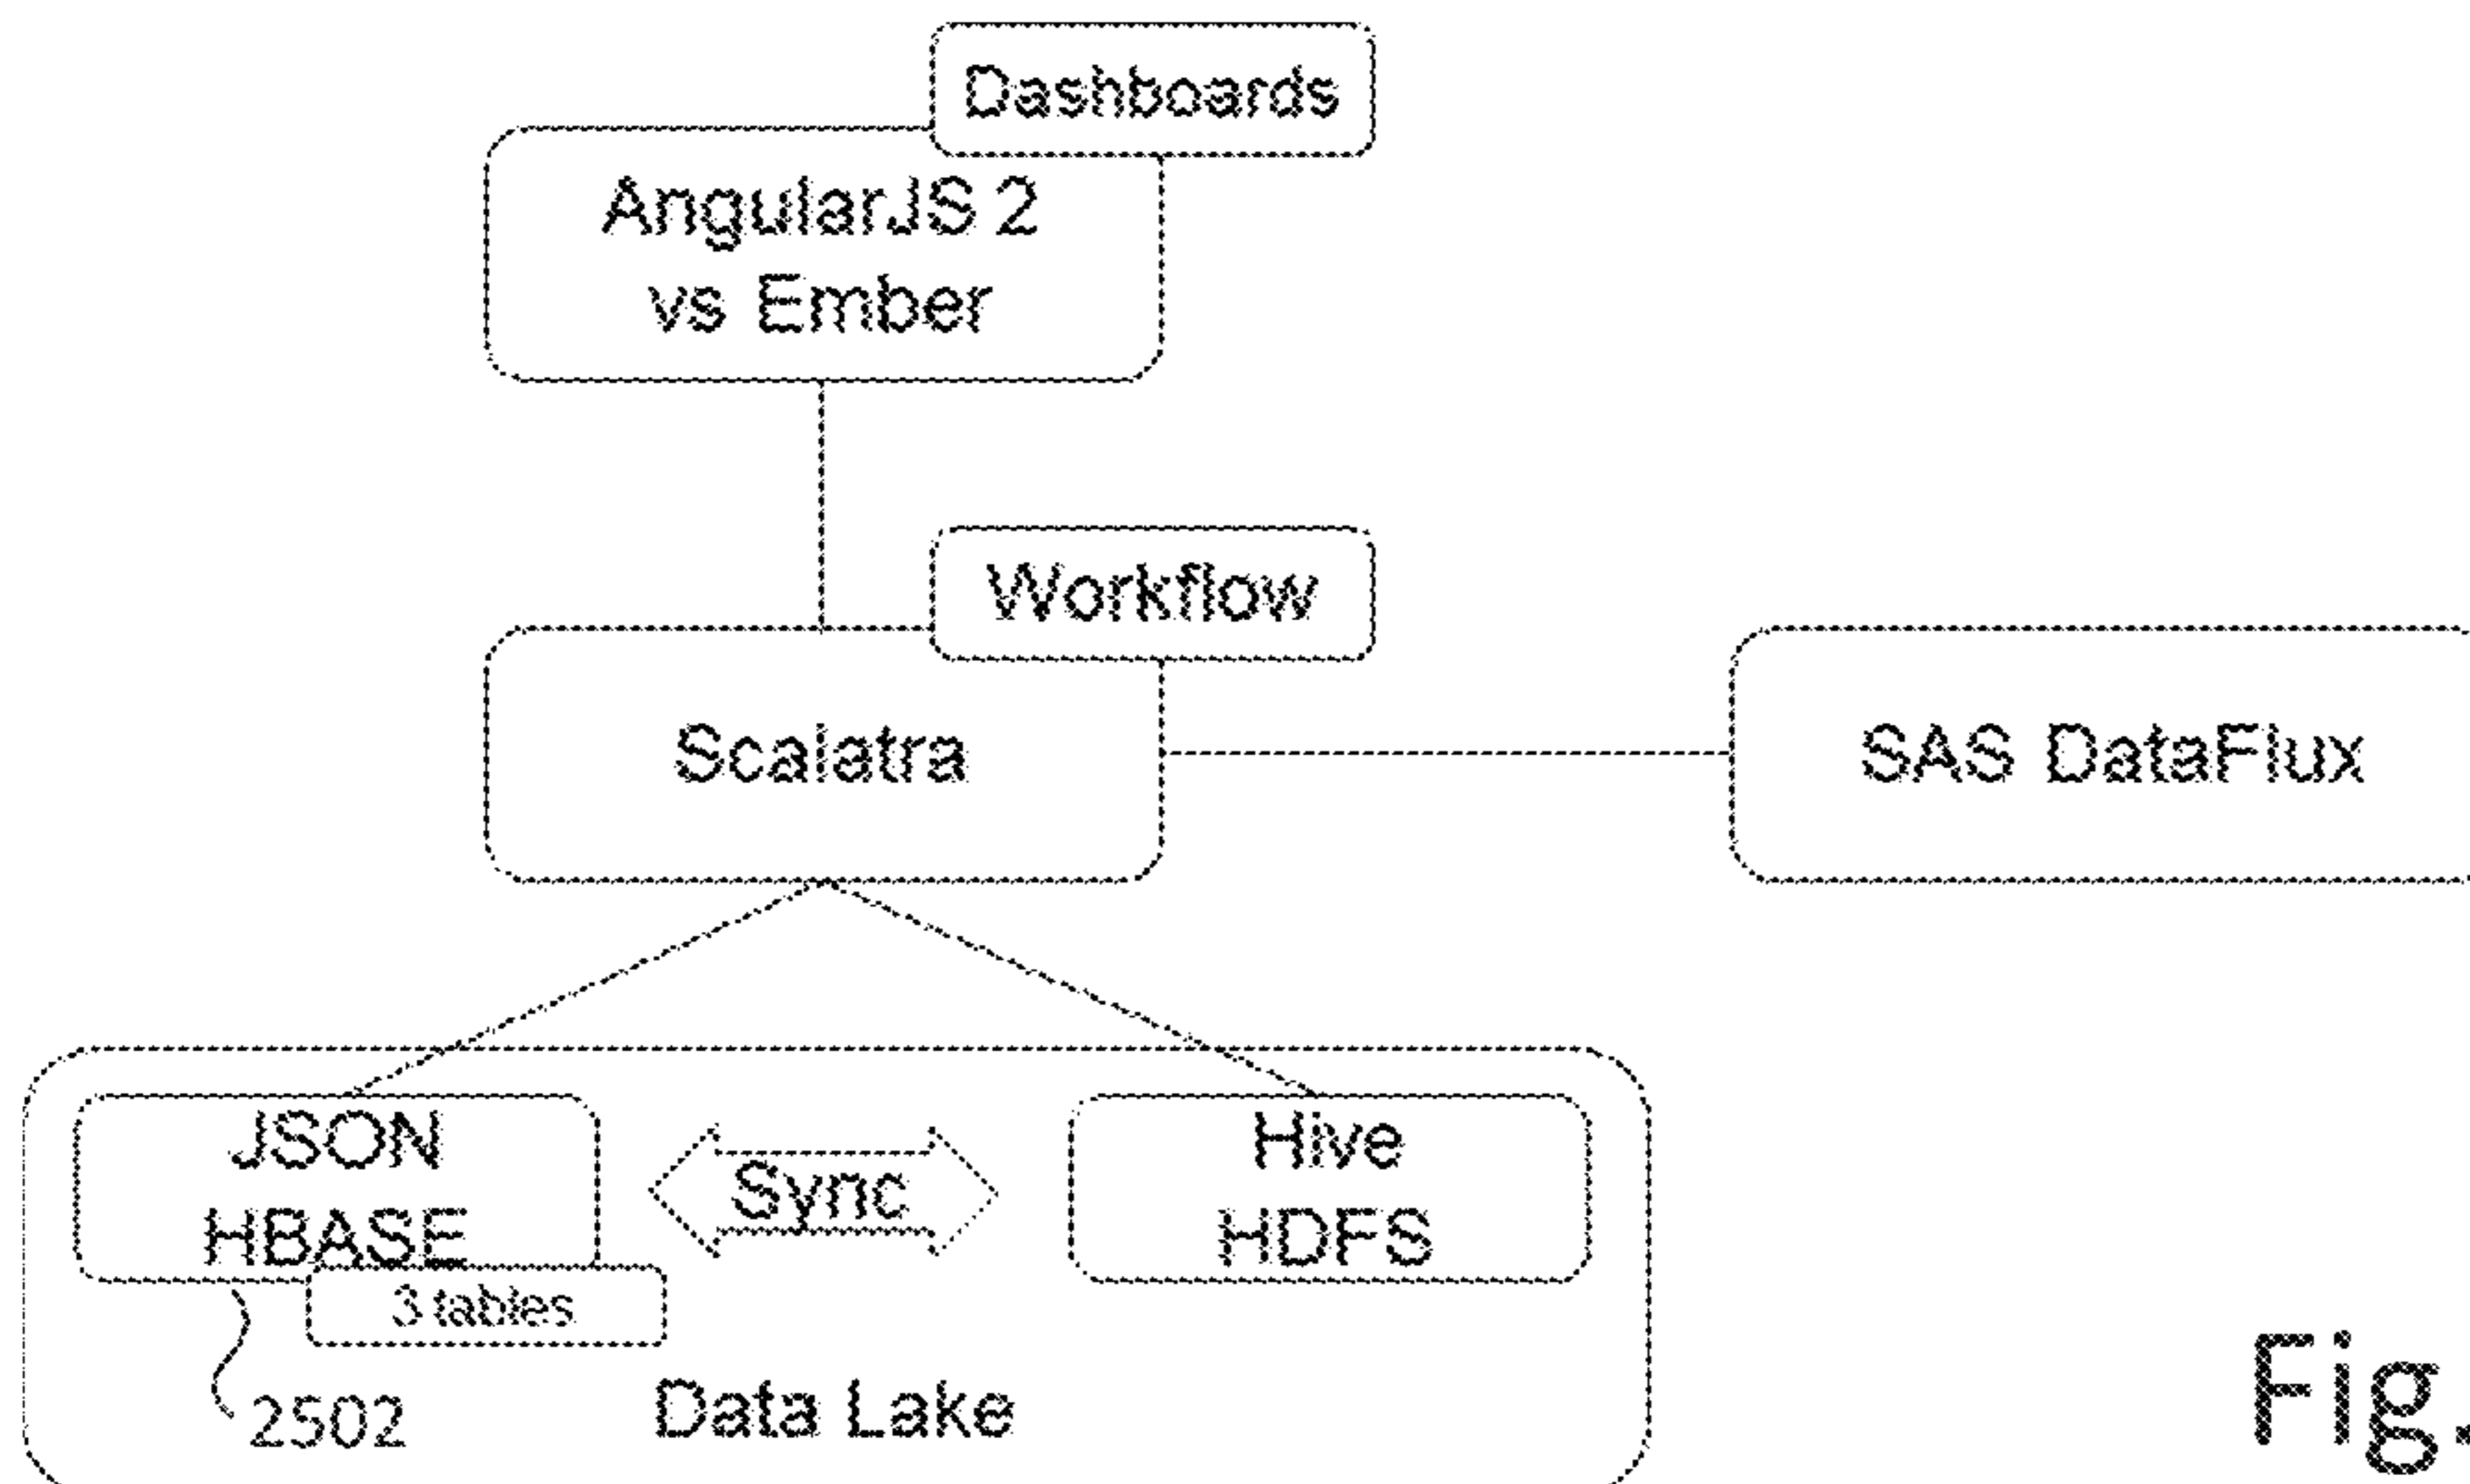 Dashboards
AngularJS 2
vs Ember
Workflow
Scalatra
SAS DataFlux
JSON
HBASE
Sync
Hive
HDFS
3 tables
2502
Data Lake
Fig.